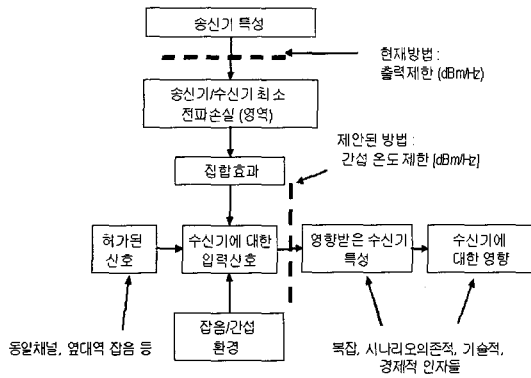 송신기 특성
현재방법 :
출력제한 (dBm/Hz)
송신기/수신기 최소
전파손실 (영역)
제안된 방법 :
간섭 온도 제한 (dBm/Hz)
집합효과
허가된
신호
수신기에 대한
입력신호
영향받은 수신기
특성
수신기에
대한 영향
잡음/간섭
환경
동일채널, 옆대역 잡음 등
복잡, 시나리오의존적, 기술적,
경제적 인자들